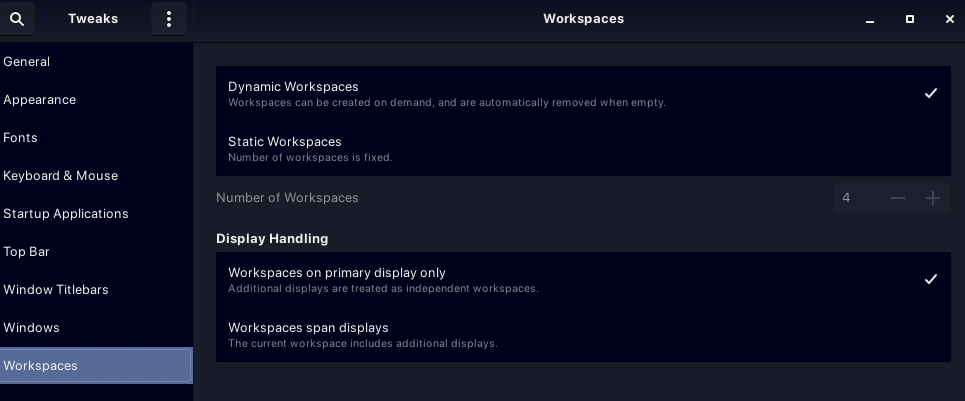 Tweaks
Workspaces
General
Appearance
Fonts
Keyboard & Mouse
Startup Applications
Top Bar
Window Titlebars
Windows
Workspaces
Dynamic Workspaces
Workspaces can be created on demand, and are automatically removed when empty.
Static Workspaces
Number of workspaces is fixed.
Number of Workspaces 4
Display Handling
Workspaces on primary display only
Additional displays are treated as independent workspaces.
Workspaces span displays
The current workspace includes additional displays.